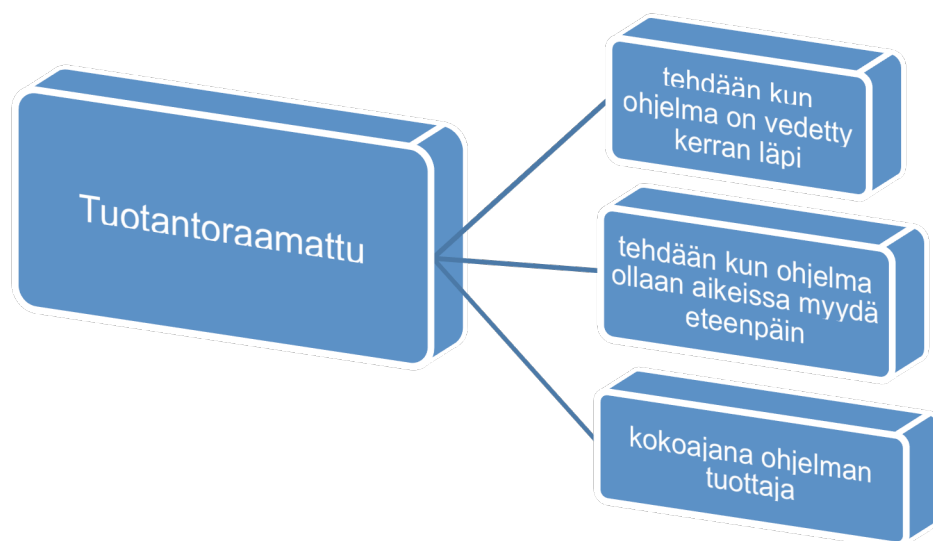 Tuotantoraamattu
tehdään kun
ohjelma on vedetty
kerran läpi
tehdään kun ohjelma
ollaan aikeissa myydä
eteenpäin
kokoajana ohjelman
tuottaja